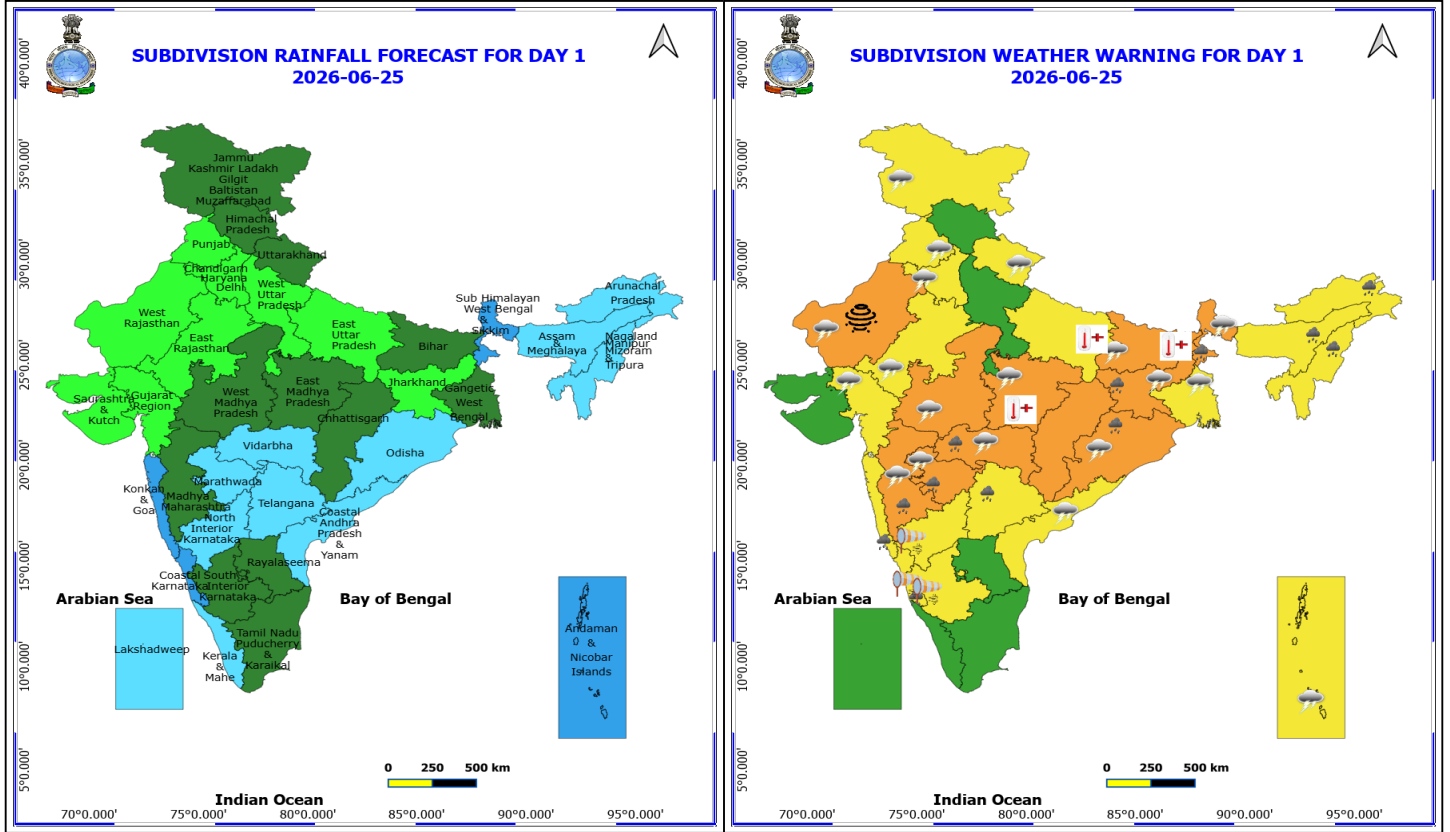 SUBDIVISION RAINFALL FORECAST FOR DAY 1
2026-06-25
40°0.000'
35°0.000'
30°0.000'
25°0.000'
20°0.000'
15°0.000'
10°0.000'
5°0.000'
Jammu
Kashmir Ladakh
Gilgit
Baltistan
Muzaffarabad
Himachal
Pradesh
Punjab
Uttarakhand
Chandigarh
Haryana
Delhi
West
Uttar
Pradesh
West
Rajasthan
East
Rajasthan
East
Uttar
Pradesh
Sub Himalayan
West Bengal
&
Sikkim
Arunachal
Pradesh
Assam
&
Meghalaya
Nagaland
Manipur
Mizoram
&
Tripura
Bihar
Jharkhand
Gangetic
West
Bengal
Saurashtra
&
Kutch
Gujarat
Region
West
Madhya
Pradesh
East
Madhya
Pradesh
Chhattisgarh
Vidarbha
Odisha
Konkan
&
Goa
Madhya
Maharashtra
Marathwada
Telangana
North
Interior
Karnataka
Coastal
Andhra
Pradesh
&
Yanam
Rayalaseema
Coastal
Karnataka
South
Interior
Karnataka
Arabian Sea
Bay of Bengal
Lakshadweep
Kerala
&
Mahe
Tamil Nadu
Puducherry
&
Karaikal
Andaman
&
Nicobar
Islands
0 250 500 km
Indian Ocean
70°0.000' 75°0.000' 80°0.000' 85°0.000' 90°0.000' 95°0.000'
SUBDIVISION WEATHER WARNING FOR DAY 1
2026-06-25
40°0.000'
35°0.000'
30°0.000'
25°0.000'
20°0.000'
15°0.000'
10°0.000'
5°0.000'
Arabian Sea
Bay of Bengal
0 250 500 km
Indian Ocean
70°0.000' 75°0.000' 80°0.000' 85°0.000' 90°0.000' 95°0.000'